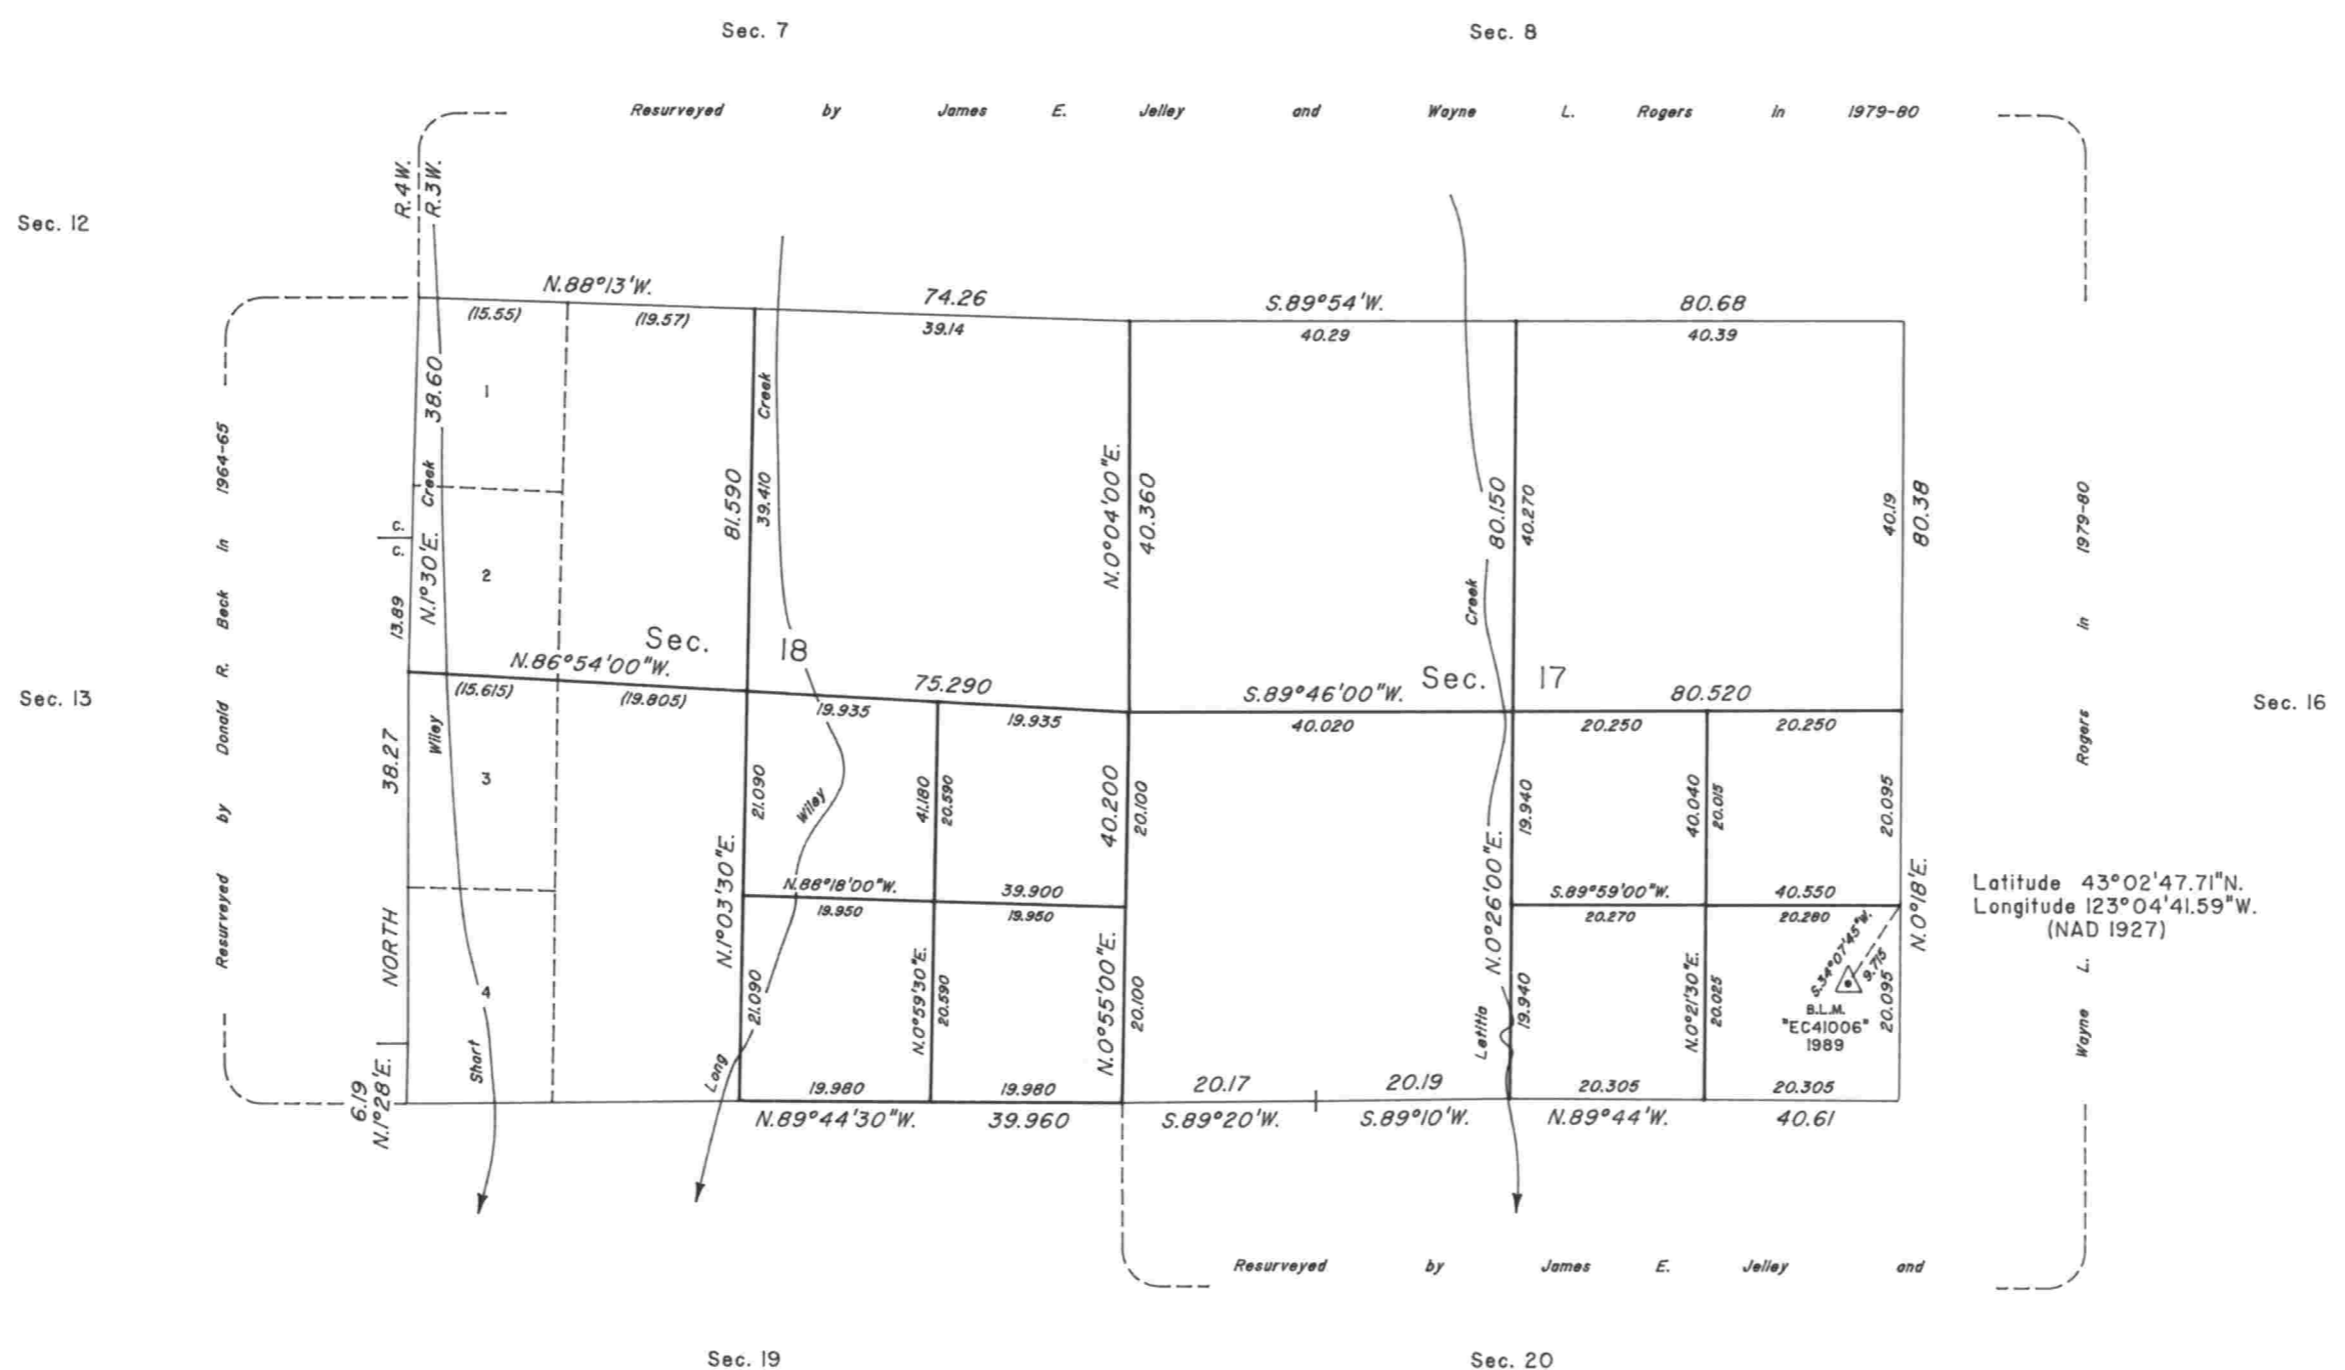 Sec. 7
Sec. 8
Resurveyed by James E. Jelley and Wayne L. Rogers in 1979-80
R.4W.
R.3W.
Sec. 12
N.88°13'W.
74.26
S.89°54'W.
80.68
(15.55)
(19.57)
39.14
40.29
40.39
1
38.60
Creek
N.1°30'E.
Creek
81.590
39.410
N.0°04'00"E.
40.360
80.150
40.270
40.19
80.38
C.
C.
2
13.89
Creek
Resurveyed by Donald R. Beck in 1964-65
Sec. 18
Sec. 17
Sec. 13
Sec. 16
N.86°54'00"W.
75.290
S.89°46'00"W.
80.520
(15.615)
(19.805)
19.935
19.935
40.020
20.250
20.250
38.27
NORTH
Wiley
3
21.090
Wiley
41.180
20.590
40.200
20.100
19.940
40.040
20.015
20.095
N.1°03'30"E.
N.88°18'00"W.
39.900
19.950
19.950
N.0°26'00"E.
S.89°59'00"W.
40.550
20.270
20.280
N.0°18'E.
Latitude 43°02'47.71"N.
Longitude 123°04'41.59"W.
(NAD 1927)
4
Short
21.090
Long
N.0°59'30"E.
20.590
N.0°55'00"E.
20.100
Letitia
19.940
N.0°21'30"E.
20.025
S.34°07'45"W.
9.715
B.L.M.
"EC41006"
1989
20.095
6.19
N.1°28'E.
19.980
19.980
20.17
20.19
20.305
20.305
N.89°44'30"W.
39.960
S.89°20'W.
S.89°10'W.
N.89°44'W.
40.61
Resurveyed by James E. Jelley and
Wayne L. Rogers in 1979-80
Sec. 19
Sec. 20